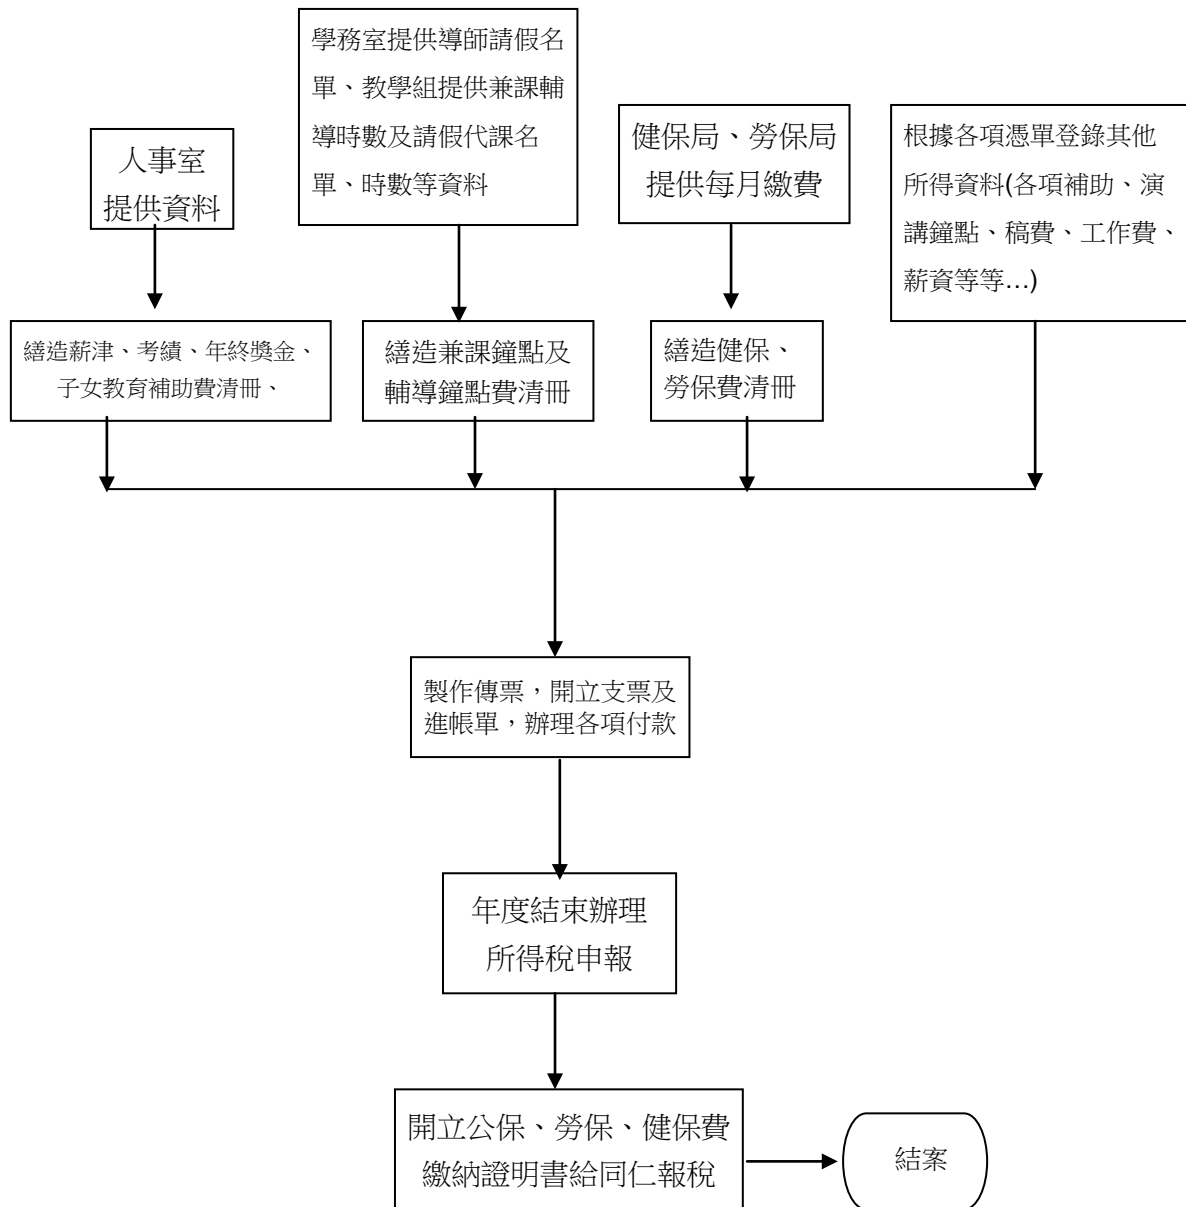 人事室
提供資料
學務室提供導師請假名
單、教學組提供兼課輔
導時數及請假代課名
單、時數等資料
健保局、勞保局
提供每月繳費
根據各項憑單登錄其他
所得資料(各項補助、演
講鐘點、稿費、工作費、
薪資等等…)
繕造薪津、考績、年終獎金、
子女教育補助費清冊、
繕造兼課鐘點及
輔導鐘點費清冊
繕造健保、
勞保費清冊
製作傳票，開立支票及
進帳單，辦理各項付款
年度結束辦理
所得稅申報
開立公保、勞保、健保費
繳納證明書給同仁報稅
結案